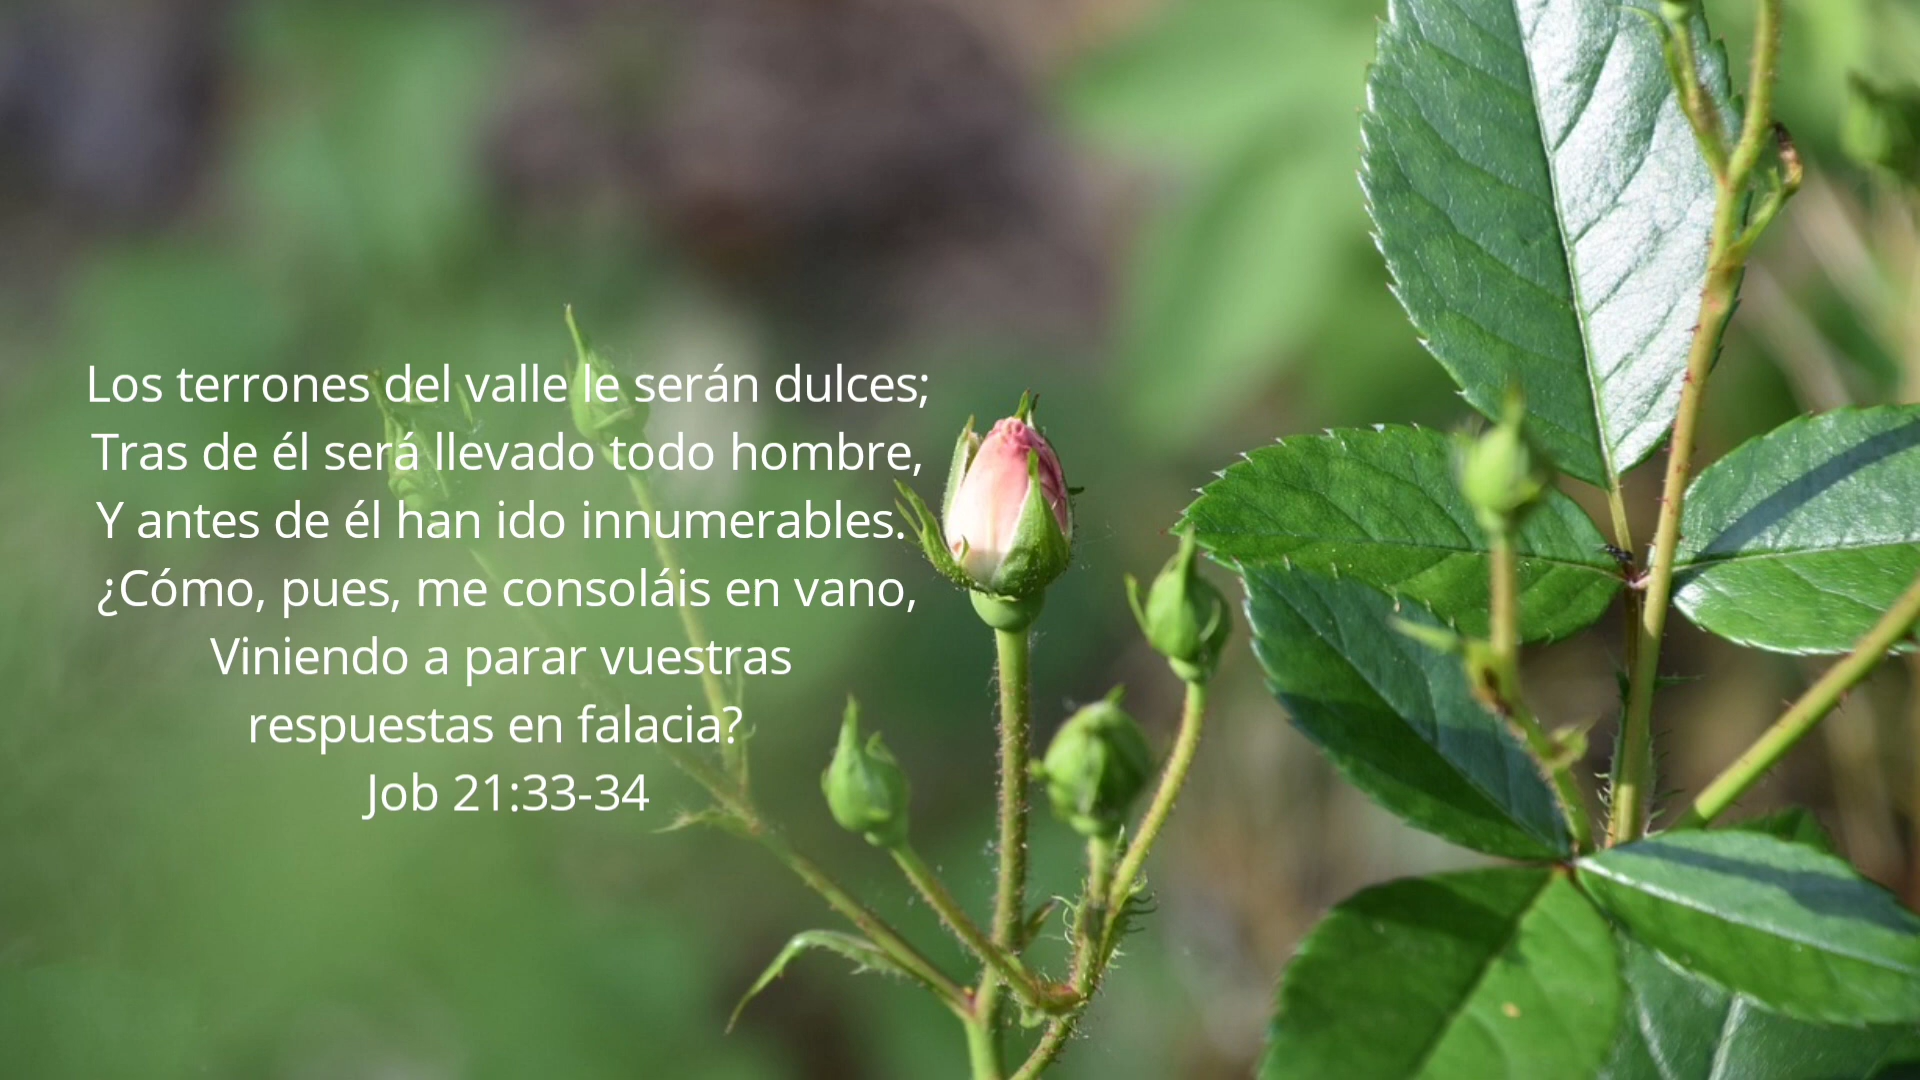 Los terrones del valle le serán dulces;
Tras de él será llevado todo hombre,
Y antes de él han ido innumerables.
¿Cómo, pues, me consoláis en vano,
Viniendo a parar vuestras
respuestas en falacia?
Job 21:33-34